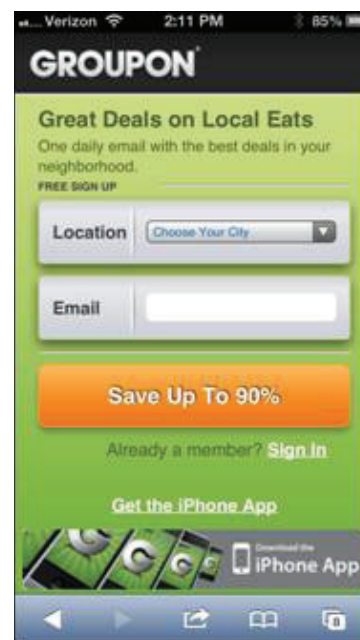 Verizon 2:11 PM 85%
GROUPON
Great Deals on Local Eats
One daily email with the best deals in your
neighborhood.
FREE SIGN UP
Location Choose Your City
Email
Save Up To 90%
Already a member? Sign In
Get the iPhone App
Download the
iPhone App